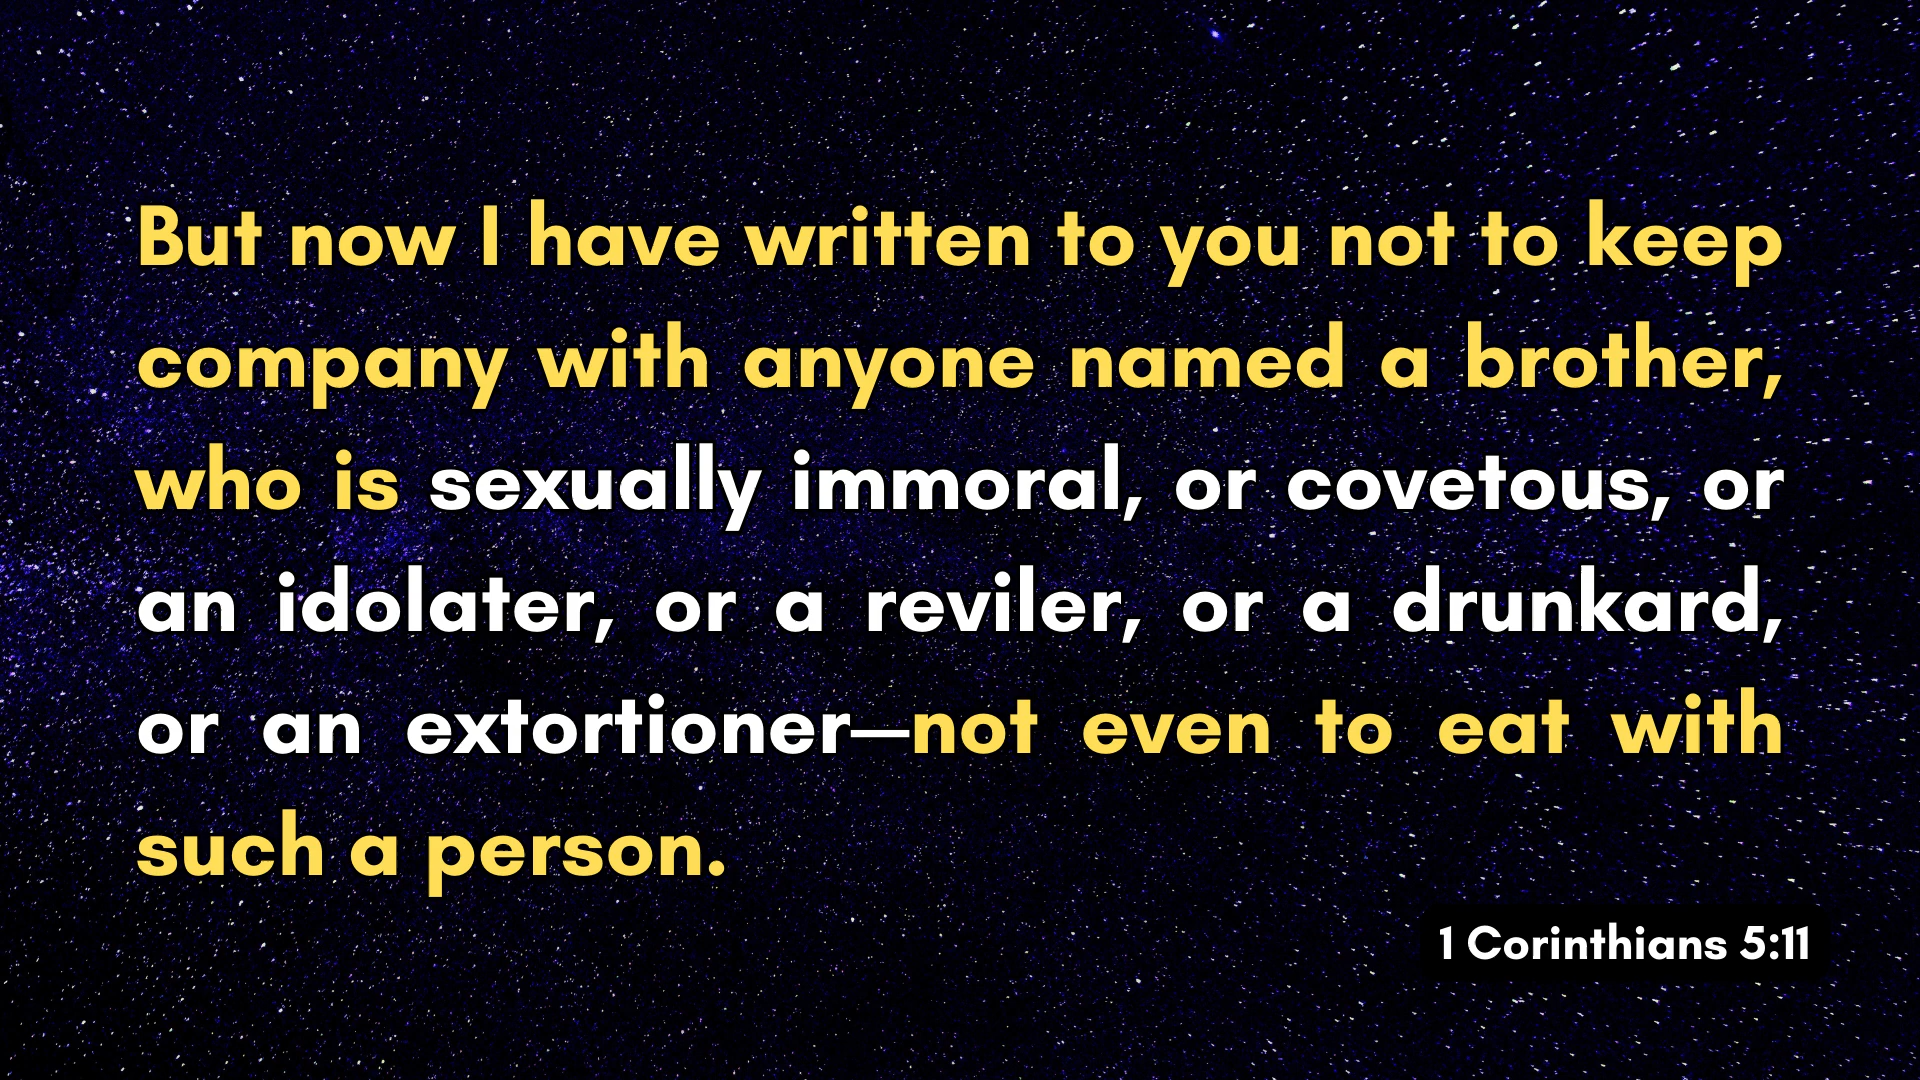 But now I have written to you not to keep
company with anyone named a brother,
who is sexually immoral, or covetous, or
an idolater, or a reviler, or a drunkard,
or an extortioner—not even to eat with
such a person.
1 Corinthians 5:11